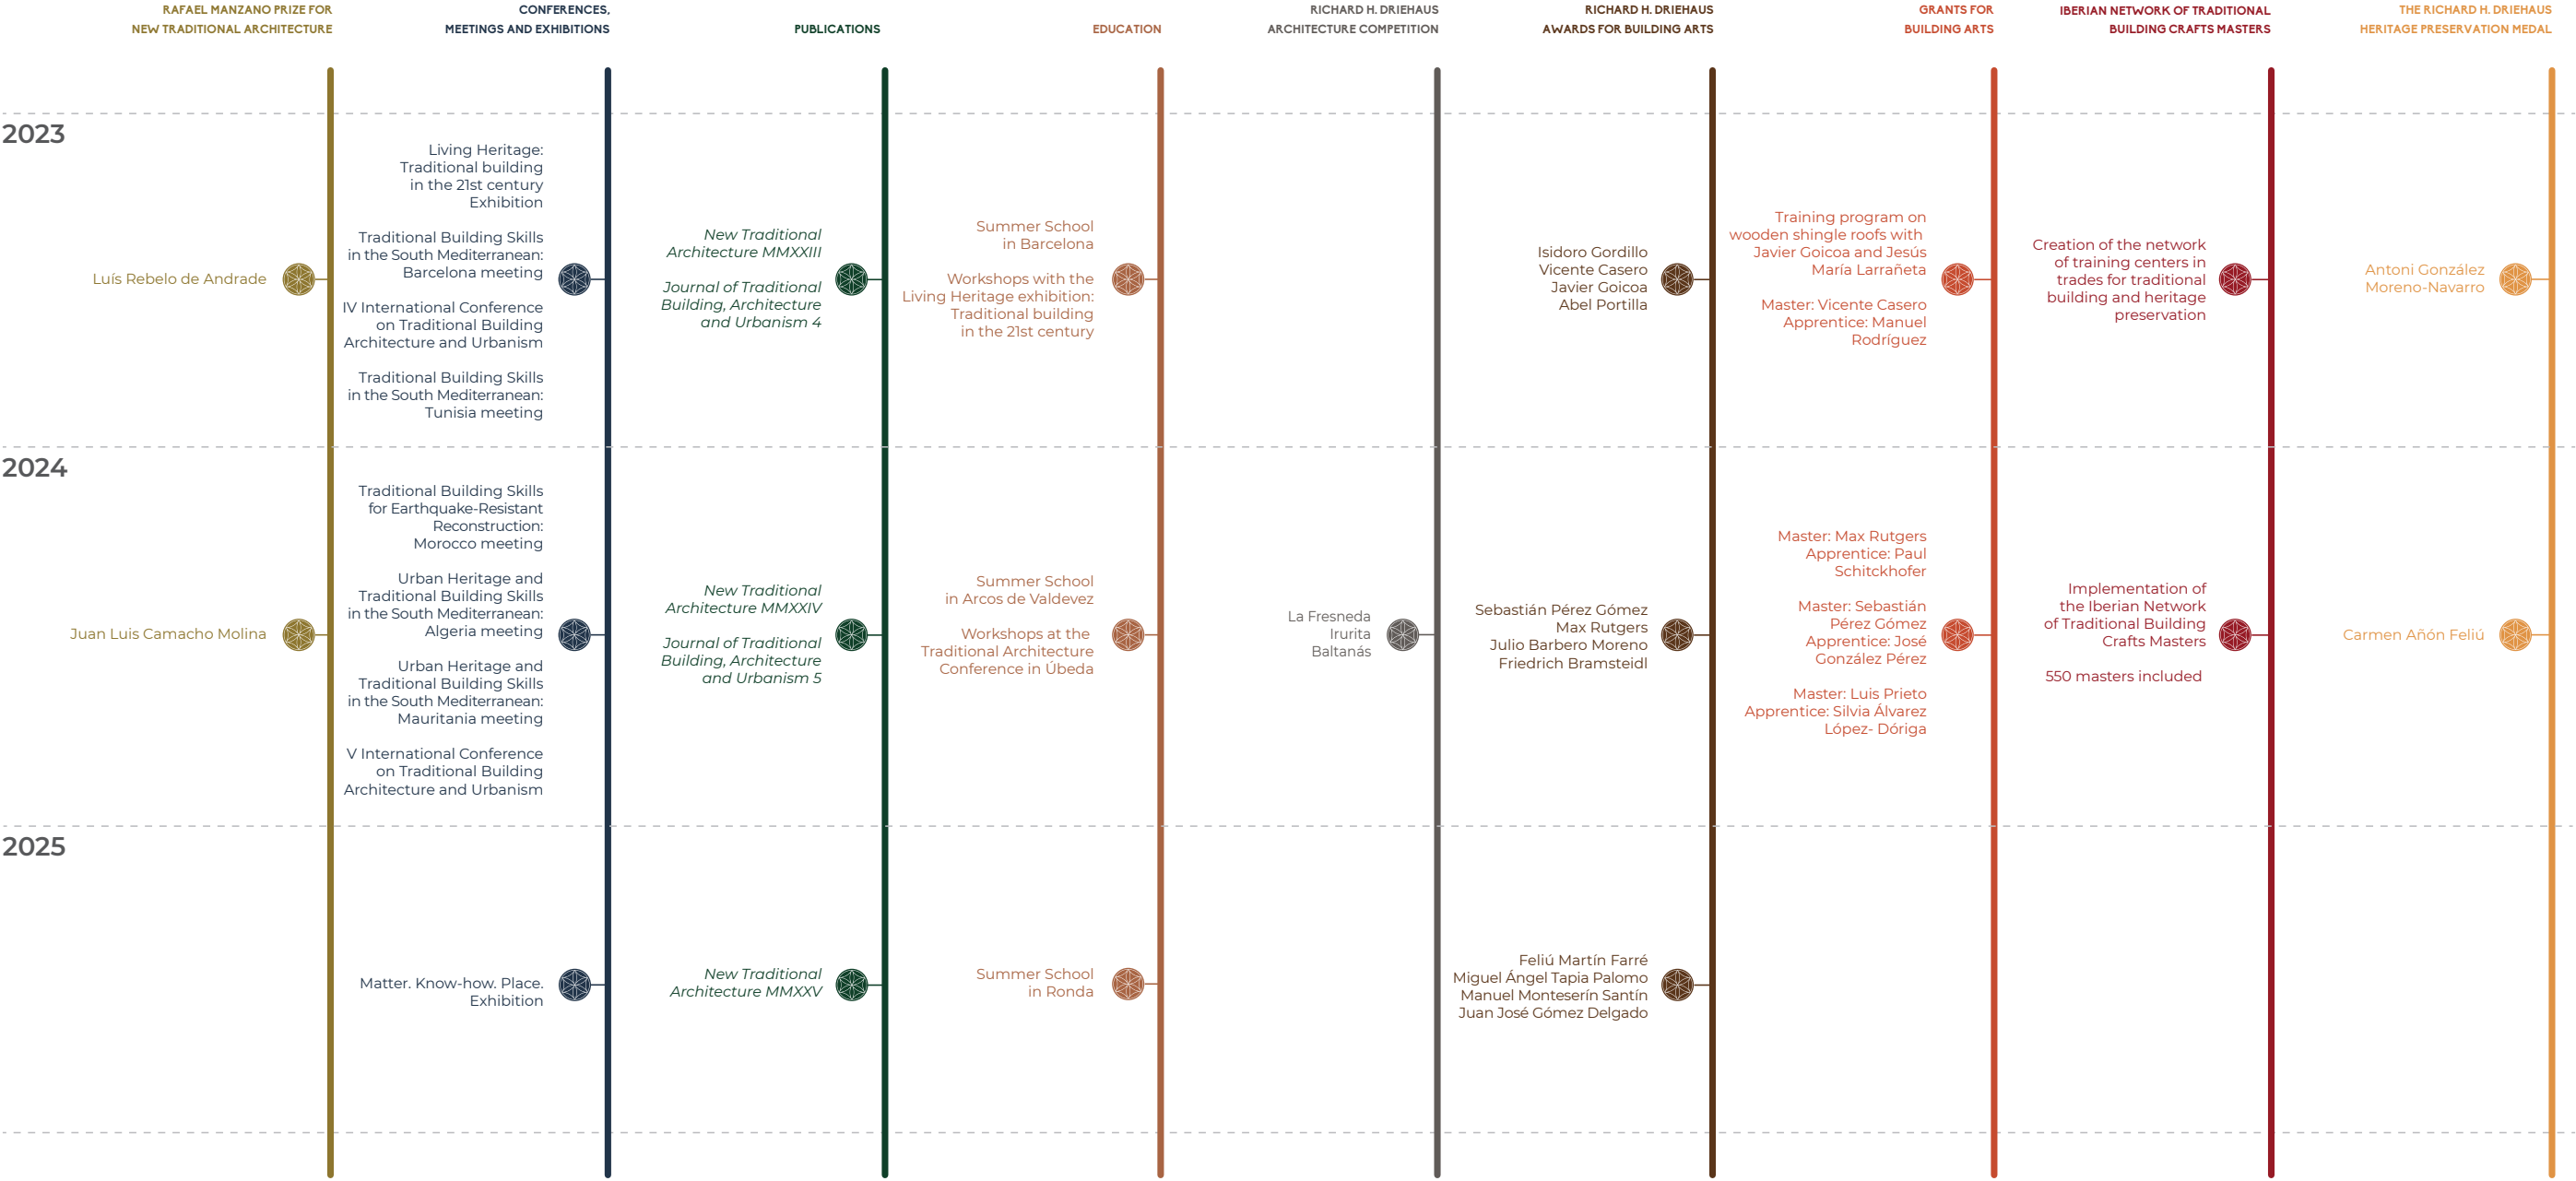 RAFAEL MANZANO PRIZE FOR
NEW TRADITIONAL ARCHITECTURE
CONFERENCES,
MEETINGS AND EXHIBITIONS
PUBLICATIONS
EDUCATION
RICHARD H. DRIEHAUS
ARCHITECTURE COMPETITION
RICHARD H. DRIEHAUS
AWARDS FOR BUILDING ARTS
GRANTS FOR
BUILDING ARTS
IBERIAN NETWORK OF TRADITIONAL
BUILDING CRAFTS MASTERS
THE RICHARD H. DRIEHAUS
HERITAGE PRESERVATION MEDAL
2023
Luís Rebelo de Andrade
Living Heritage:
Traditional building
in the 21st century
Exhibition
Traditional Building Skills
in the South Mediterranean:
Barcelona meeting
IV International Conference
on Traditional Building
Architecture and Urbanism
Traditional Building Skills
in the South Mediterranean:
Tunisia meeting
New Traditional
Architecture MMXXIII
Journal of Traditional
Building, Architecture
and Urbanism 4
Summer School
in Barcelona
Workshops with the
Living Heritage exhibition:
Traditional building
in the 21st century
Isidoro Gordillo
Vicente Casero
Javier Goicoa
Abel Portilla
Training program on
wooden shingle roofs with
Javier Goicoa and Jesús
María Larrañeta
Master: Vicente Casero
Apprentice: Manuel
Rodríguez
Creation of the network
of training centers in
trades for traditional
building and heritage
preservation
Antoni González
Moreno-Navarro
2024
Juan Luis Camacho Molina
Traditional Building Skills
for Earthquake-Resistant
Reconstruction:
Morocco meeting
Urban Heritage and
Traditional Building Skills
in the South Mediterranean:
Algeria meeting
Urban Heritage and
Traditional Building Skills
in the South Mediterranean:
Mauritania meeting
V International Conference
on Traditional Building
Architecture and Urbanism
New Traditional
Architecture MMXXIV
Journal of Traditional
Building, Architecture
and Urbanism 5
Summer School
in Arcos de Valdevez
Workshops at the
Traditional Architecture
Conference in Úbeda
La Fresneda
Irurita
Baltanás
Sebastián Pérez Gómez
Max Rutgers
Julio Barbero Moreno
Friedrich Bramsteidl
Master: Max Rutgers
Apprentice: Paul
Schitckhofer
Master: Sebastián
Pérez Gómez
Apprentice: José
González Pérez
Master: Luis Prieto
Apprentice: Silvia Álvarez
López- Dóriga
Implementation of
the Iberian Network
of Traditional Building
Crafts Masters
550 masters included
Carmen Añón Feliú
2025
Matter. Know-how. Place.
Exhibition
New Traditional
Architecture MMXXV
Summer School
in Ronda
Feliú Martín Farré
Miguel Ángel Tapia Palomo
Manuel Monteserín Santín
Juan José Gómez Delgado